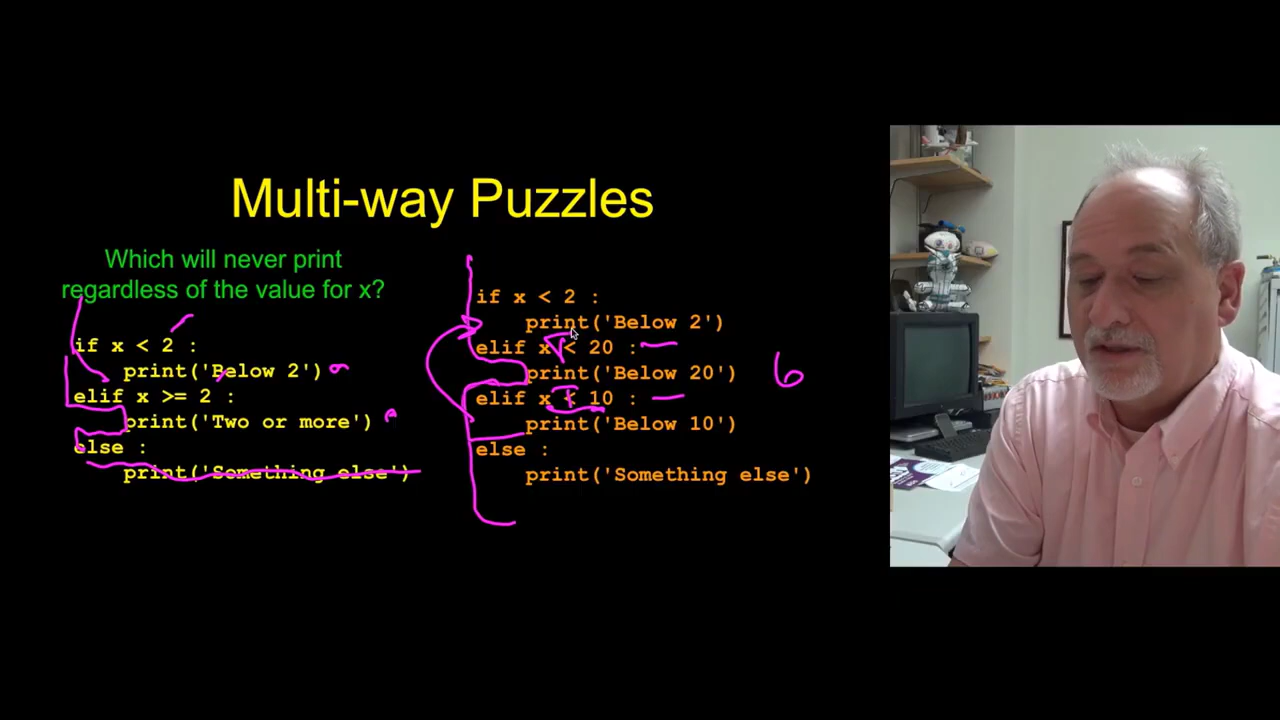 Multi-way Puzzles
Which will never print
regardless of the value for x?
if x < 2 :
print('Below 2')
elif x >= 2 :
print('Two or more')
else :
print('Something else')
if x < 2 :
print('Below 2')
elif x < 20 :
print('Below 20')
elif x < 10 :
print('Below 10')
else :
print('Something else')
6